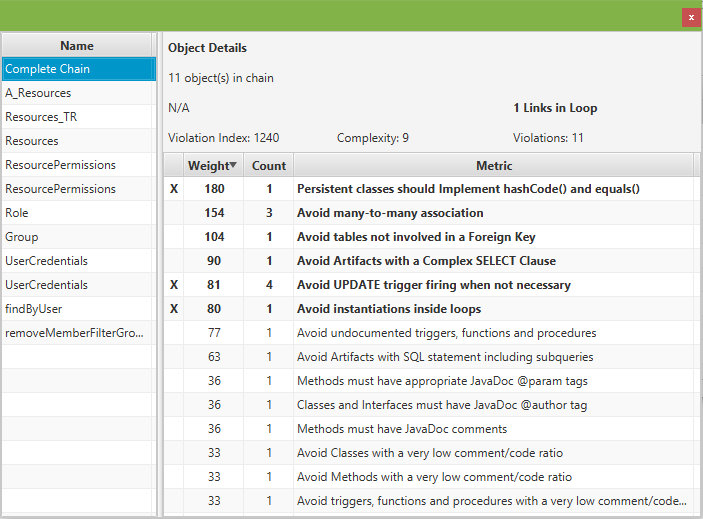 x
Name
Complete Chain
A_Resources
Resources_TR
Resources
ResourcePermissions
ResourcePermissions
Role
Group
UserCredentials
UserCredentials
findByUser
removeMemberFilterGro...
Object Details
11 object(s) in chain
N/A 1 Links in Loop
Violation Index: 1240 Complexity: 9 Violations: 11
Weight Count Metric
X 180 1 Persistent classes should Implement hashCode() and equals()
154 3 Avoid many-to-many association
104 1 Avoid tables not involved in a Foreign Key
90 1 Avoid Artifacts with a Complex SELECT Clause
X 81 4 Avoid UPDATE trigger firing when not necessary
X 80 1 Avoid instantiations inside loops
77 1 Avoid undocumented triggers, functions and procedures
63 1 Avoid Artifacts with SQL statement including subqueries
36 1 Methods must have appropriate JavaDoc @param tags
36 1 Classes and Interfaces must have JavaDoc @author tag
36 1 Methods must have JavaDoc comments
33 1 Avoid Classes with a very low comment/code ratio
33 1 Avoid Methods with a very low comment/code ratio
33 1 Avoid triggers, functions and procedures with a very low comment/code...